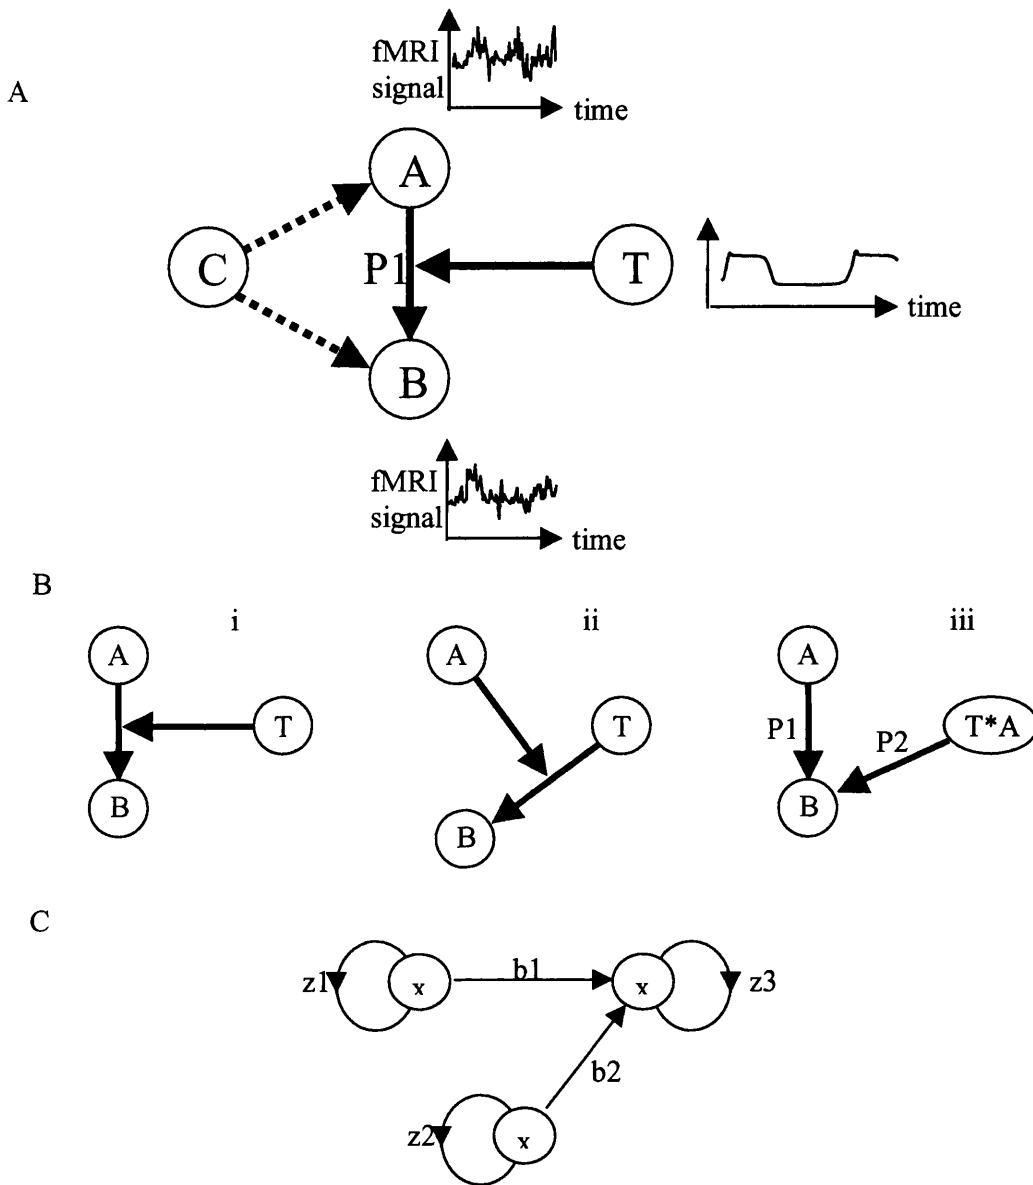 A
fMRI
signal
time
A
C
P1
T
time
B
fMRI
signal
time
B
i
ii
iii
A
T
B
A
T
B
A
P1
P2
T*A
B
C
z1
x
b1
x
z3
b2
z2
x